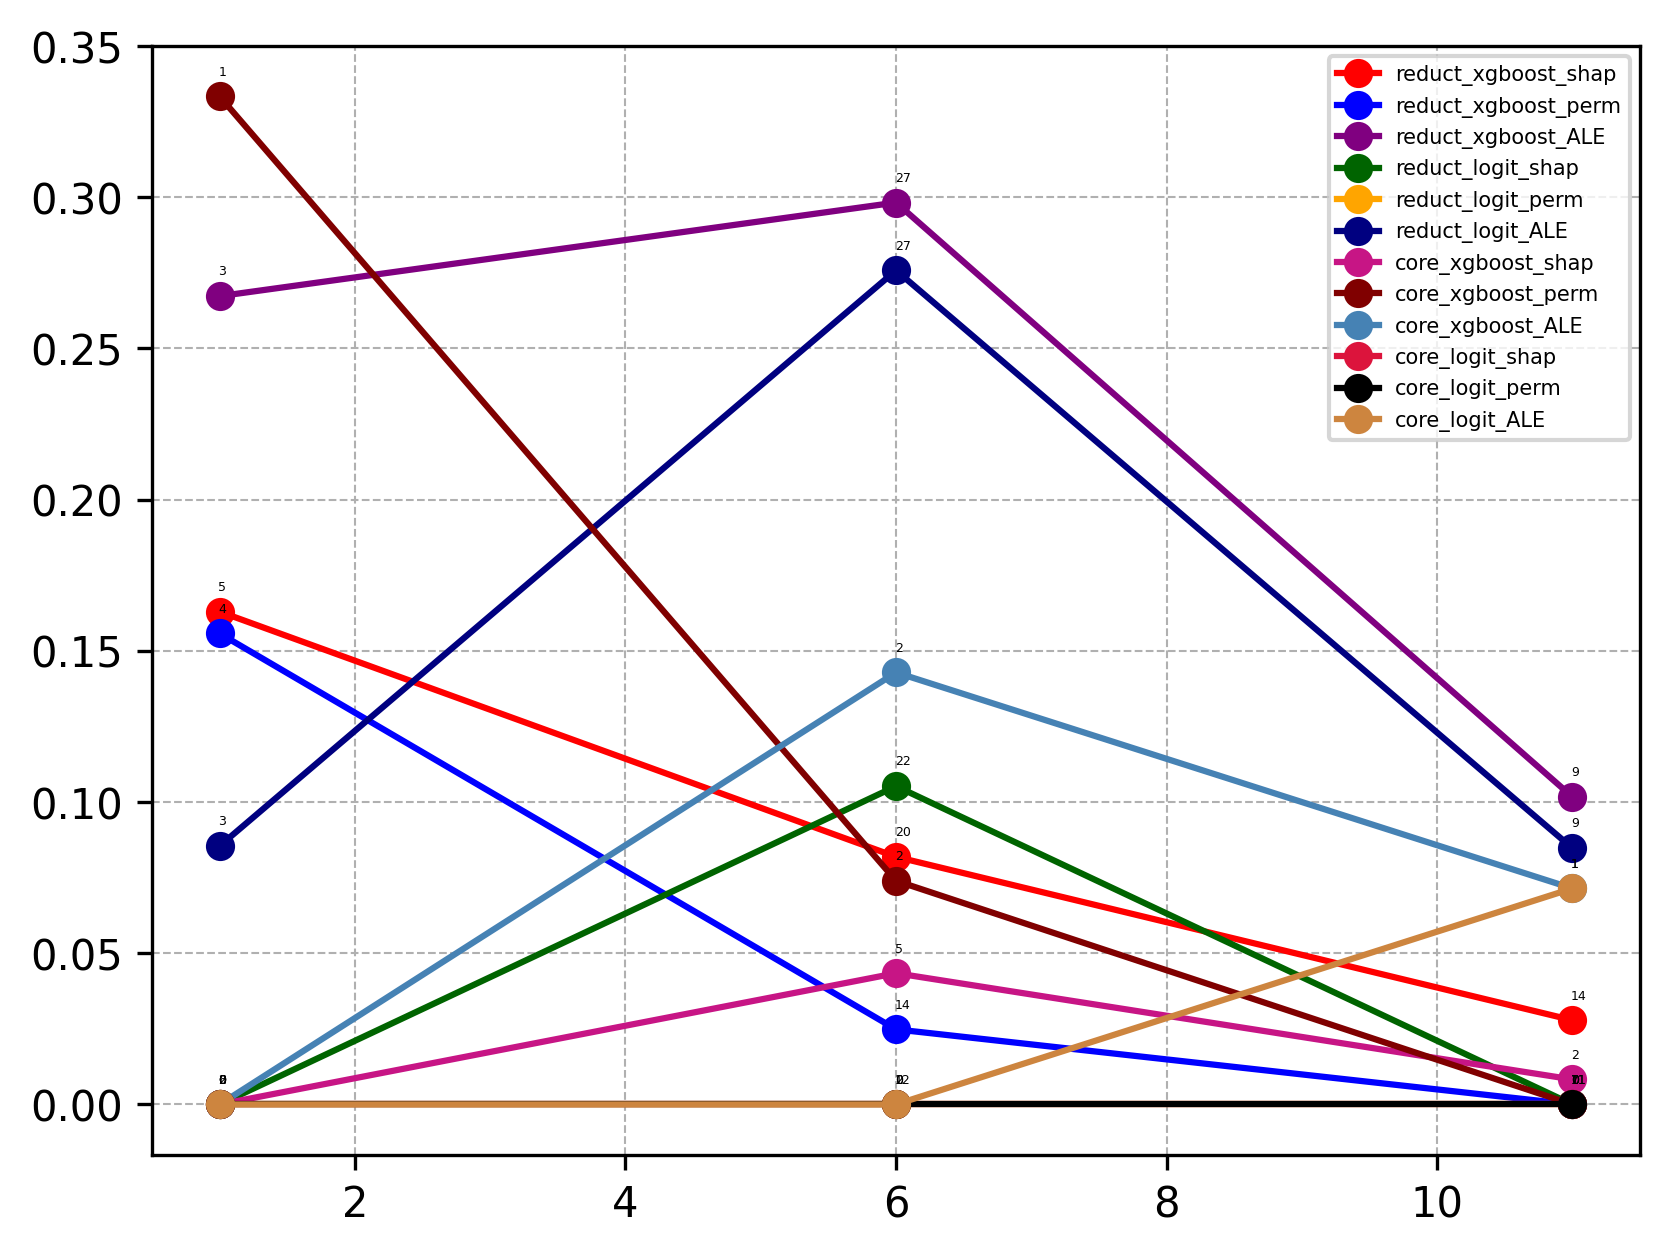 0.35
0.30
0.25
0.20
0.15
0.10
0.05
0.00
2
4
6
8
10
reduct_xgboost_shap
reduct_xgboost_perm
reduct_xgboost_ALE
reduct_logit_shap
reduct_logit_perm
reduct_logit_ALE
core_xgboost_shap
core_xgboost_perm
core_xgboost_ALE
core_logit_shap
core_logit_perm
core_logit_ALE
1
3
5
4
3
27
27
2
22
20
2
5
14
9
9
1
14
2